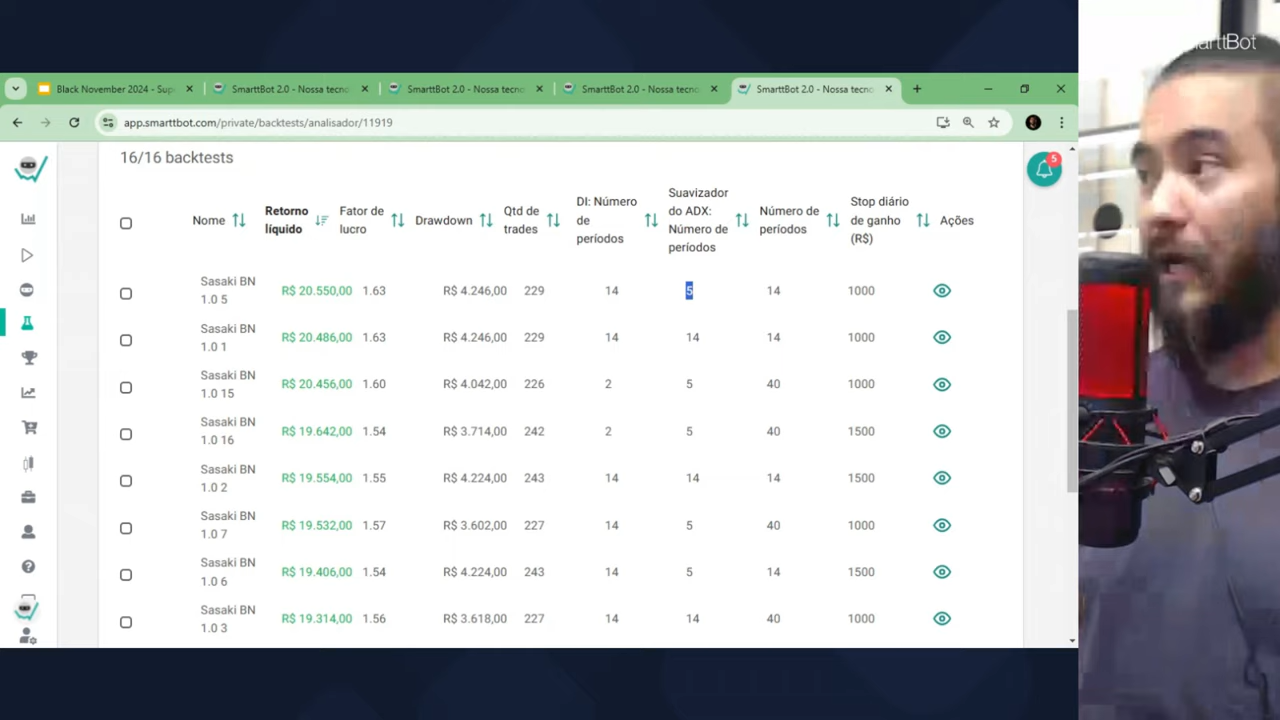 SmarttBot
Black November 2024 - Sup
SmarttBot 2.0 - Nossa tecno
SmarttBot 2.0 - Nossa tecno
SmarttBot 2.0 - Nossa tecno
SmarttBot 2.0 - Nossa tecno
app.smarttbot.com/private/backtests/analisador/11919
5
16/16 backtests
Nome
Retorno
líquido
Fator de
lucro
Drawdown
Qtd de
trades
DI: Número
de
períodos
Suavizador
do ADX:
Número de
períodos
Número de
períodos
Stop diário
de ganho
(R$)
Ações
Sasaki BN
1.0 5
R$ 20.550,00 1.63 R$ 4.246,00 229 14 5 14 1000
Sasaki BN
1.0 1
R$ 20.486,00 1.63 R$ 4.246,00 229 14 14 14 1000
Sasaki BN
1.0 15
R$ 20.456,00 1.60 R$ 4.042,00 226 2 5 40 1000
Sasaki BN
1.0 16
R$ 19.642,00 1.54 R$ 3.714,00 242 2 5 40 1500
Sasaki BN
1.0 2
R$ 19.554,00 1.55 R$ 4.224,00 243 14 14 14 1500
Sasaki BN
1.0 7
R$ 19.532,00 1.57 R$ 3.602,00 227 14 5 40 1000
Sasaki BN
1.0 6
R$ 19.406,00 1.54 R$ 4.224,00 243 14 5 14 1500
Sasaki BN
1.0 3
R$ 19.314,00 1.56 R$ 3.618,00 227 14 14 40 1000